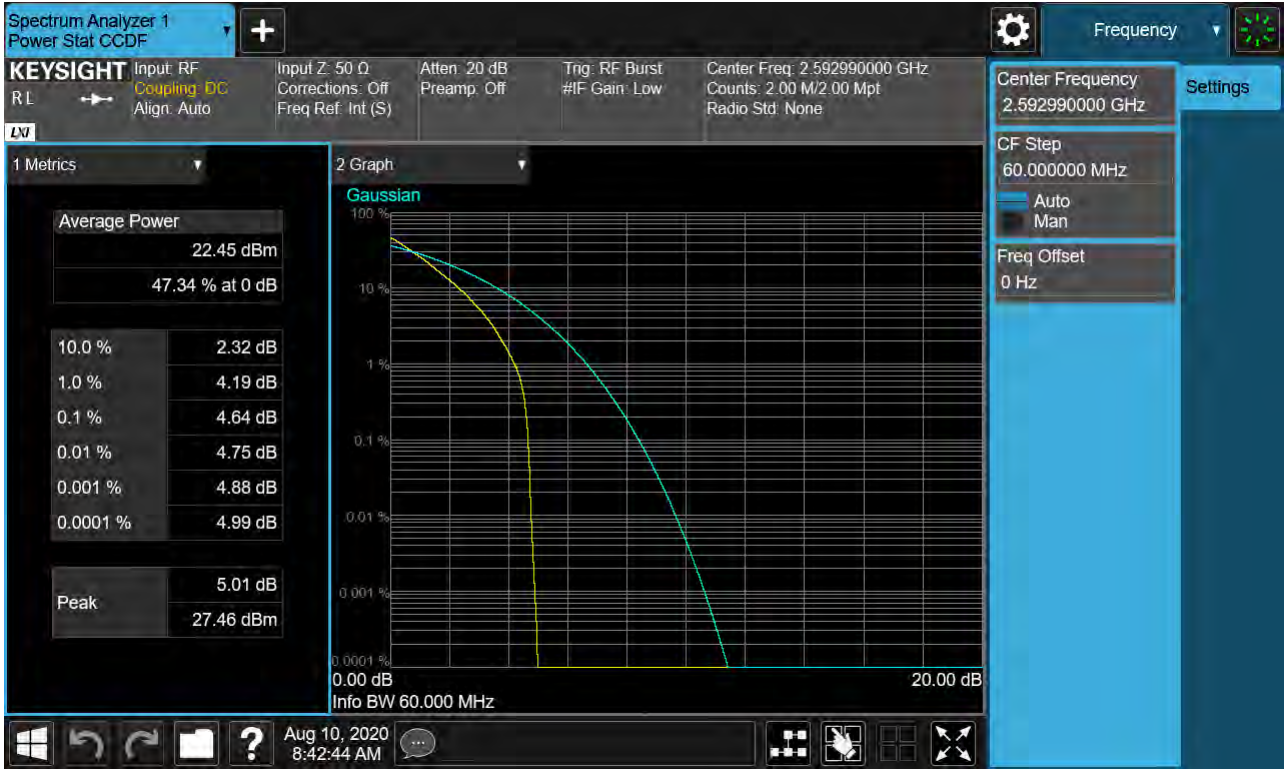 Spectrum Analyzer 1
Power Stat CCDF
+
Frequency
KEYSIGHT
R L
LXI
Input: RF
Coupling: DC
Align: Auto
Input Z: 50 Ω
Corrections: Off
Freq Ref: Int (S)
Atten: 20 dB
Preamp: Off
Trig: RF Burst
#IF Gain: Low
Center Freq: 2.592990000 GHz
Counts: 2.00 M/2.00 Mpt
Radio Std: None
Center Frequency
2.592990000 GHz
Settings
CF Step
60.000000 MHz
Auto
Man
Freq Offset
0 Hz
1 Metrics
Average Power
22.45 dBm
47.34 % at 0 dB
10.0 % 2.32 dB
1.0 % 4.19 dB
0.1 % 4.64 dB
0.01 % 4.75 dB
0.001 % 4.88 dB
0.0001 % 4.99 dB
Peak
5.01 dB
27.46 dBm
2 Graph
Gaussian
100 %
10 %
1 %
0.1 %
0.01 %
0.001 %
0.0001 %
0.00 dB 20.00 dB
Info BW 60.000 MHz
?
Aug 10, 2020
8:42:44 AM